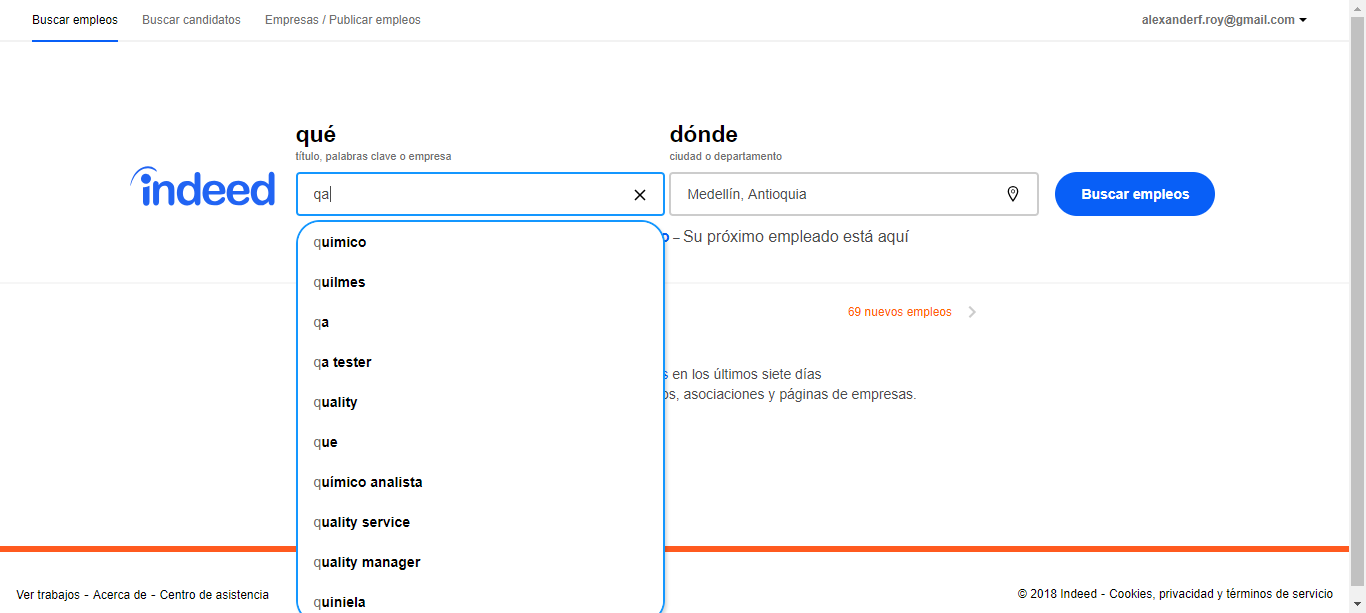 Buscar empleos Buscar candidatos Empresas / Publicar empleos alexanderf.roy@gmail.com
qué dónde
título, palabras clave o empresa ciudad o departamento
indeed qa Medellín, Antioquia Buscar empleos
– Su próximo empleado está aquí
quimico
quilmes
69 nuevos empleos
qa
qa tester
en los últimos siete días
asociaciones y páginas de empresas.
quality
que
químico analista
quality service
quality manager
quiniela
Ver trabajos - Acerca de - Centro de asistencia © 2018 Indeed - Cookies, privacidad y términos de servicio